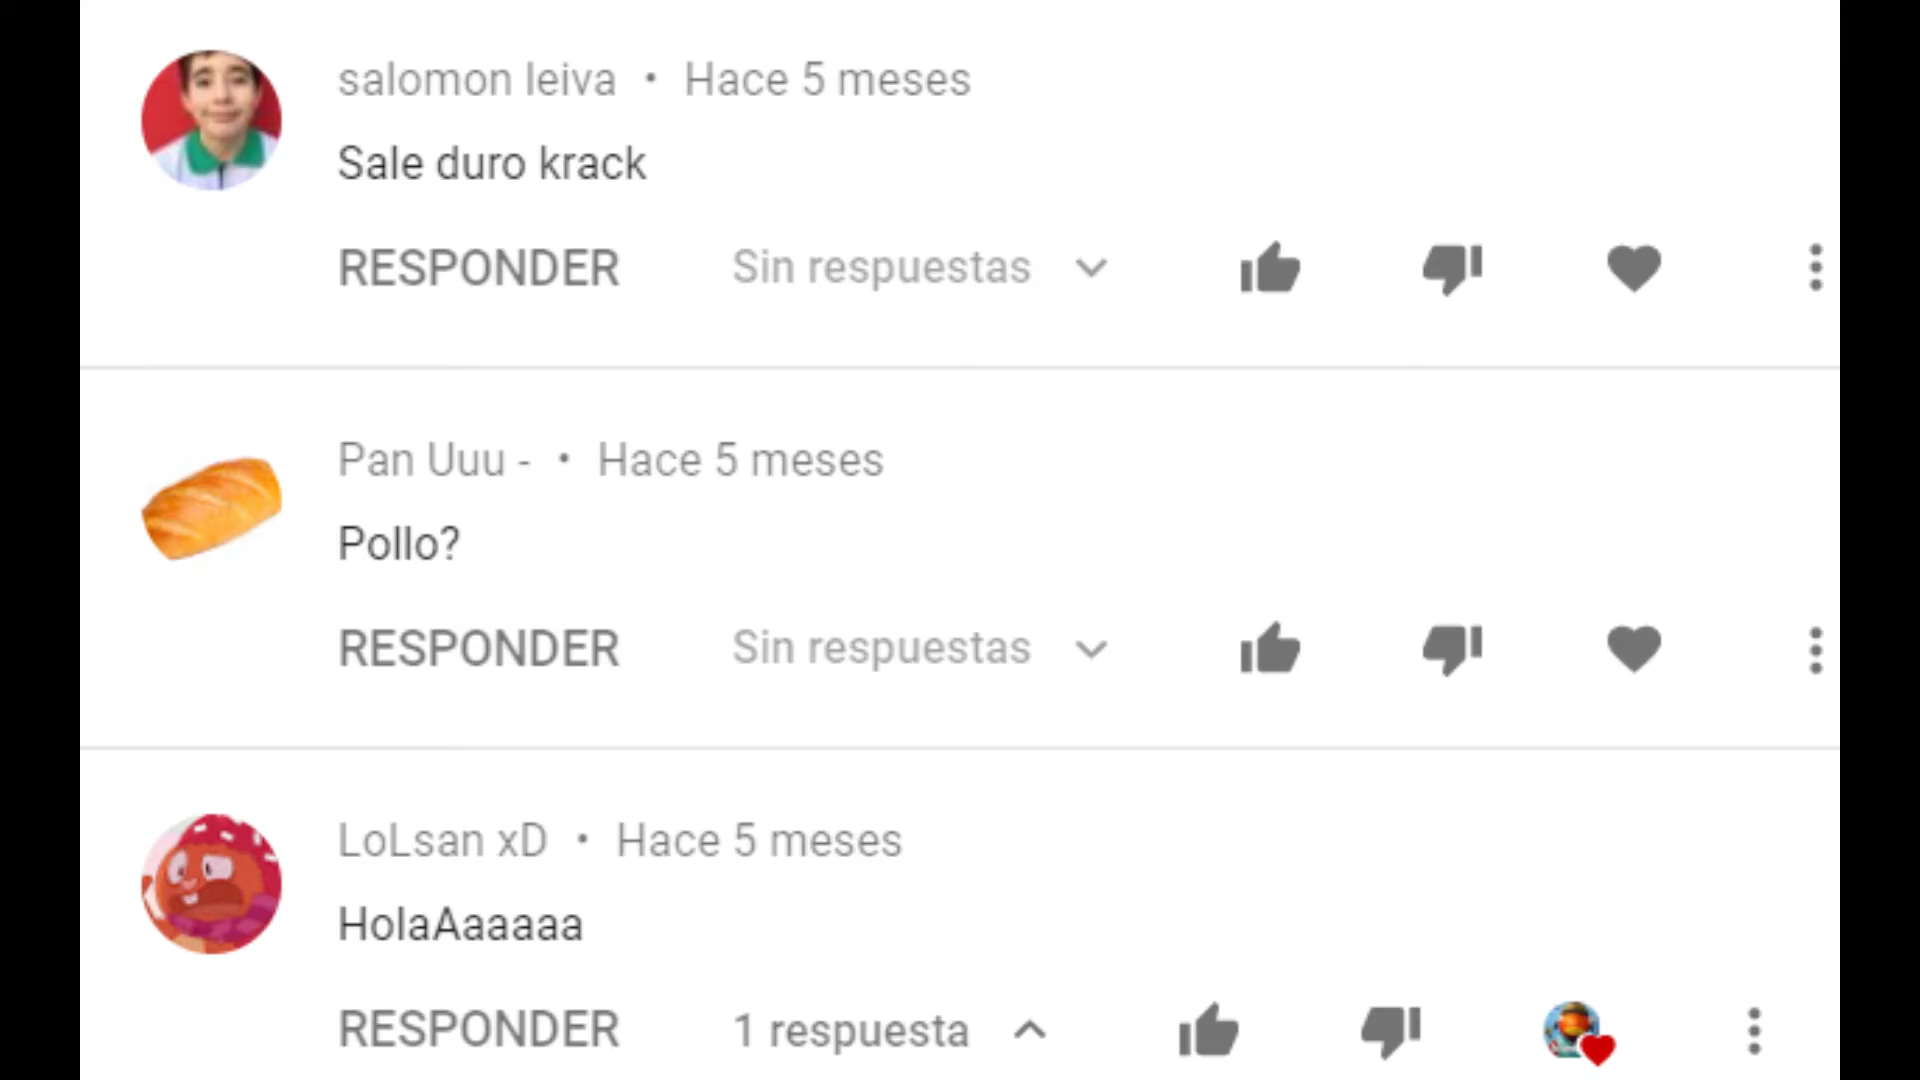 salomon leiva • Hace 5 meses
Sale duro krack
RESPONDER Sin respuestas
Pan Uuu - • Hace 5 meses
Pollo?
RESPONDER Sin respuestas
LoLsan xD • Hace 5 meses
HolaAaaaaa
RESPONDER 1 respuesta